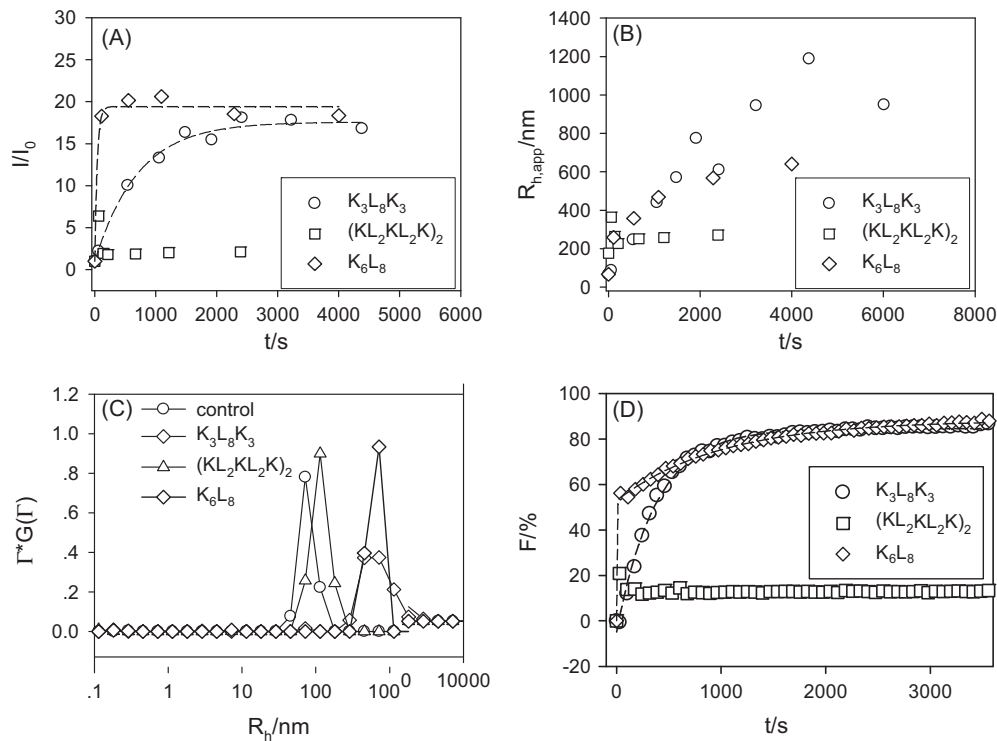 (A)
30
25
20
15
10
5
0
I/I₀
K₃L₈K₃
(KL₂KL₂K)₂
K₆L₈
0 1000 2000 3000 4000 5000 6000
t/s
(B)
1400
1200
1000
800
600
400
200
0
R_h,app/nm
K₃L₈K₃
(KL₂KL₂K)₂
K₆L₈
0 2000 4000 6000 8000
t/s
(C)
1.2
1.0
.8
.6
.4
.2
0.0
Γ*G(Γ)
control
K₃L₈K₃
(KL₂KL₂K)₂
K₆L₈
.1 1 10 100 100 10000
R_h/nm
(D)
100
80
60
40
20
0
-20
F/%
K₃L₈K₃
(KL₂KL₂K)₂
K₆L₈
0 1000 2000 3000
t/s